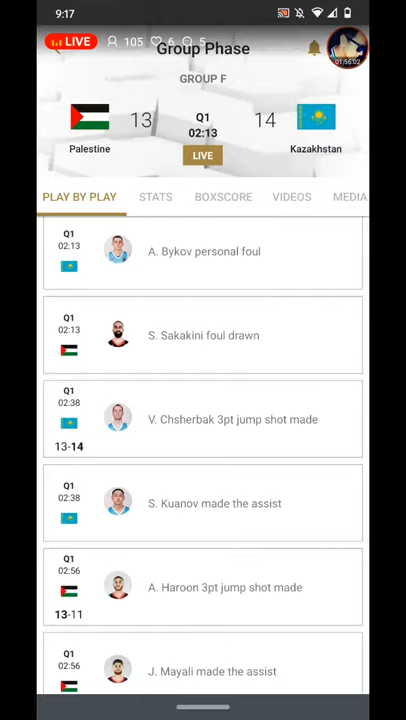 9:17
LIVE 105 6 5
Group Phase
01:56:02
GROUP F
13 Q1 14
02:13
Palestine LIVE Kazakhstan
PLAY BY PLAY STATS BOXSCORE VIDEOS MEDIA
Q1
02:13
A. Bykov personal foul
Q1
02:13
S. Sakakini foul drawn
Q1
02:38
V. Chsherbak 3pt jump shot made
13-14
Q1
02:38
S. Kuanov made the assist
Q1
02:56
A. Haroon 3pt jump shot made
13-11
Q1
02:56
J. Mayali made the assist